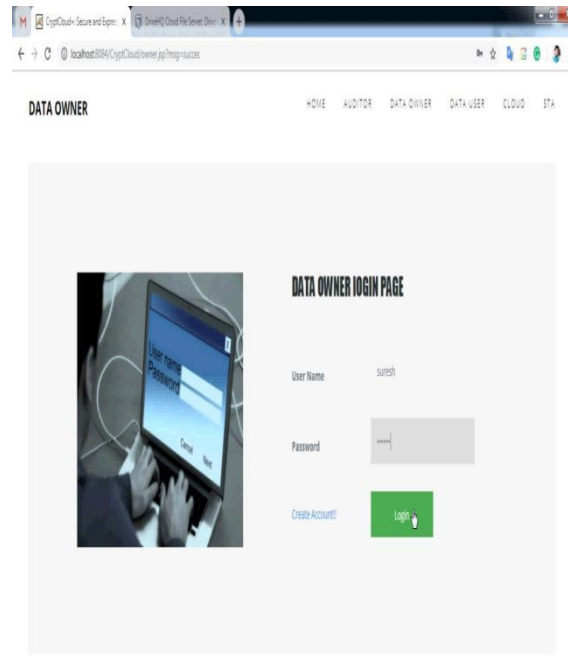 CryptCloud+: Secure and Expres
DriveHQ Cloud File Server, Drive
localhost:8084/CryptCloud/owner.jsp?msg=succes
DATA OWNER
HOME AUDITOR DATA OWNER DATA USER CLOUD STA
DATA OWNER lOGIN PAGE
User name
Password
Cancel Next
User Name suresh
Password ••••••
Create Account!! Login